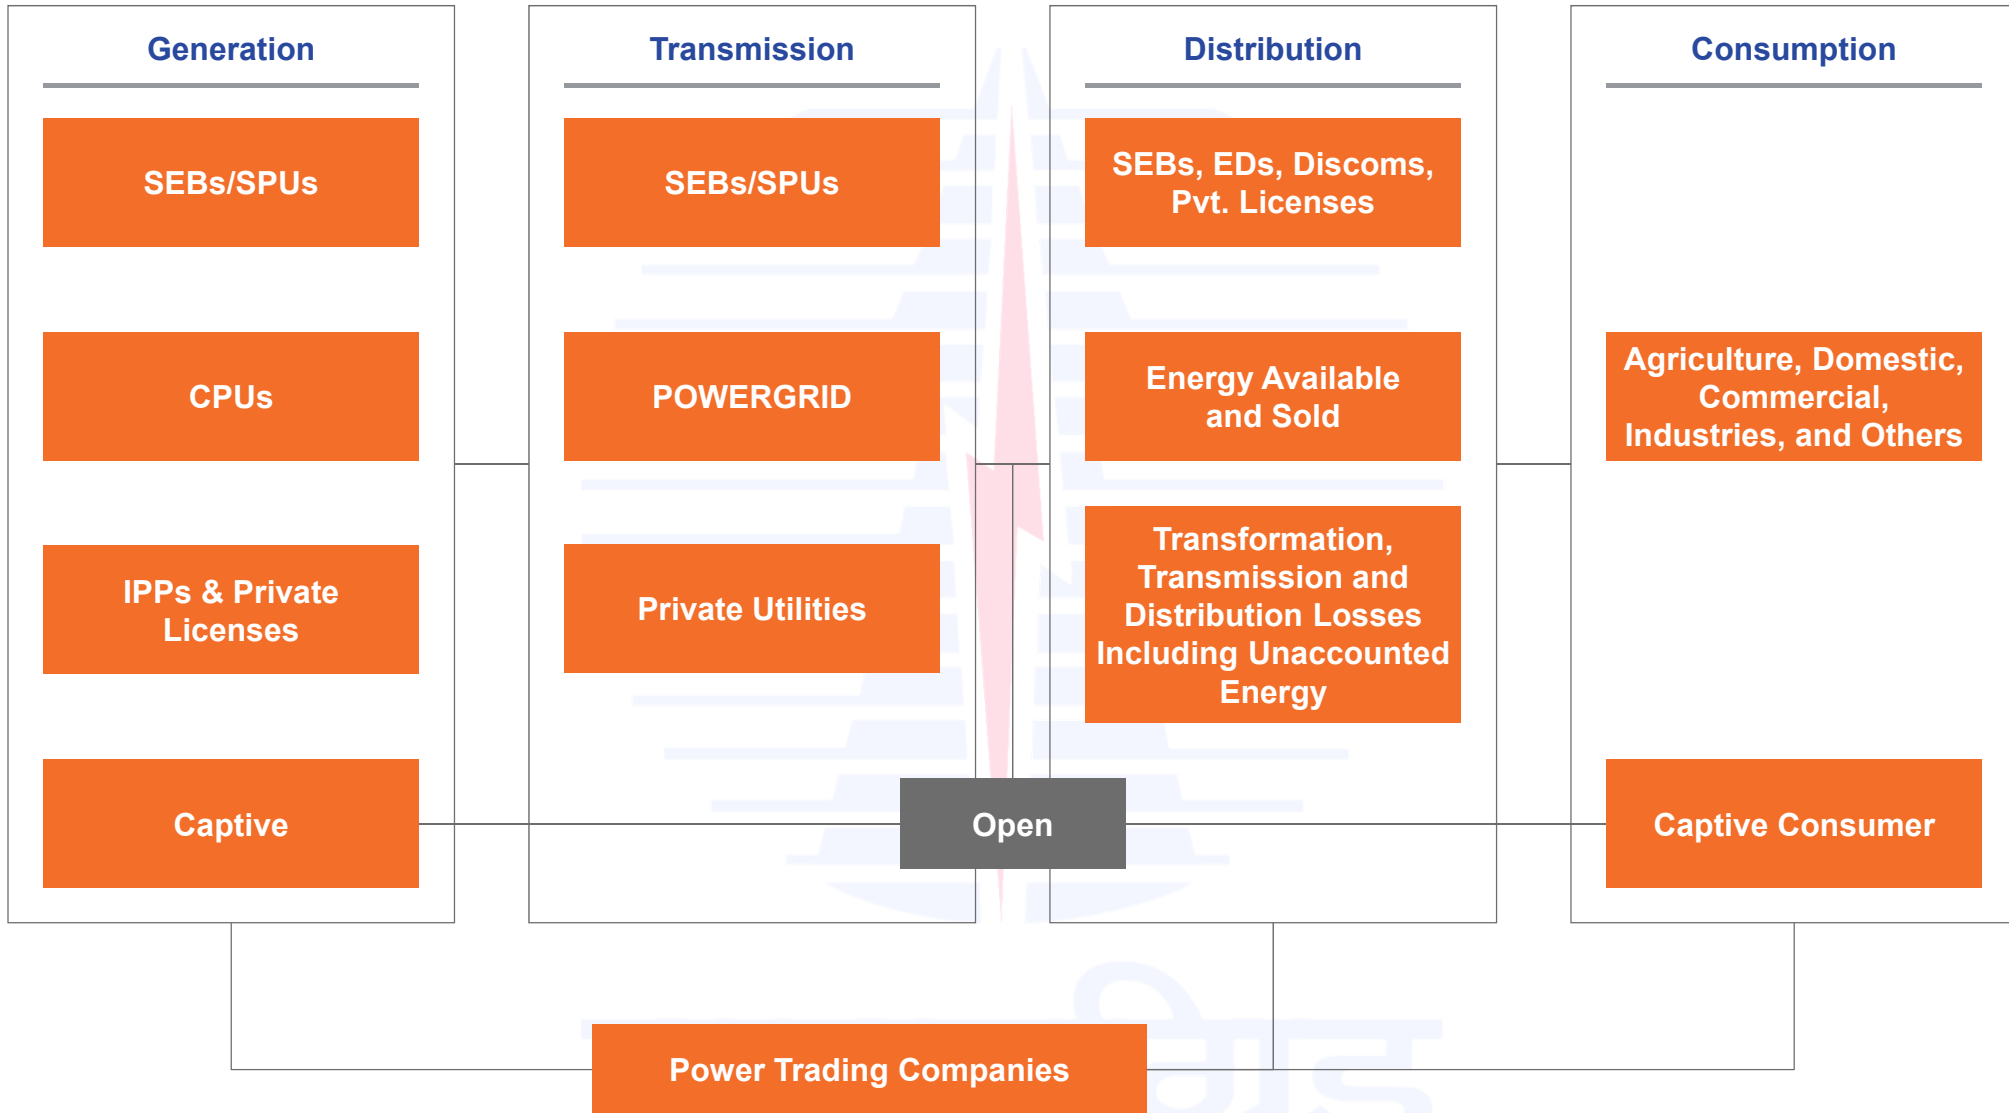 Generation
SEBs/SPUs
CPUs
IPPs & Private
Licenses
Captive
Transmission
SEBs/SPUs
POWERGRID
Private Utilities
Open
Distribution
SEBs, EDs, Discoms,
Pvt. Licenses
Energy Available
and Sold
Transformation,
Transmission and
Distribution Losses
Including Unaccounted
Energy
Consumption
Agriculture, Domestic,
Commercial,
Industries, and Others
Captive Consumer
Power Trading Companies